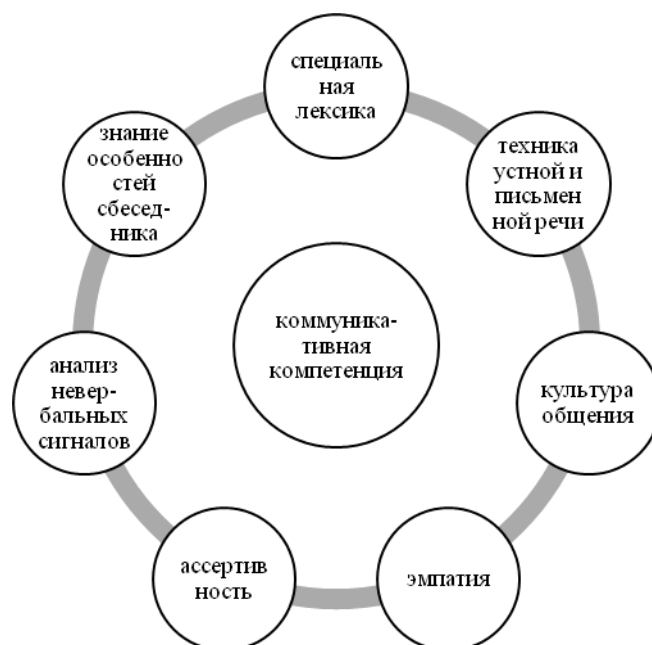 специаль
ная
лексика
техника
устной и
письмен
ной речи
культура
общения
эмпатия
ассертив
ность
анализ
невер-
бальных
сигналов
знание
особенно
стей
сбесед-
ника
коммуника-
тивная
компетенция